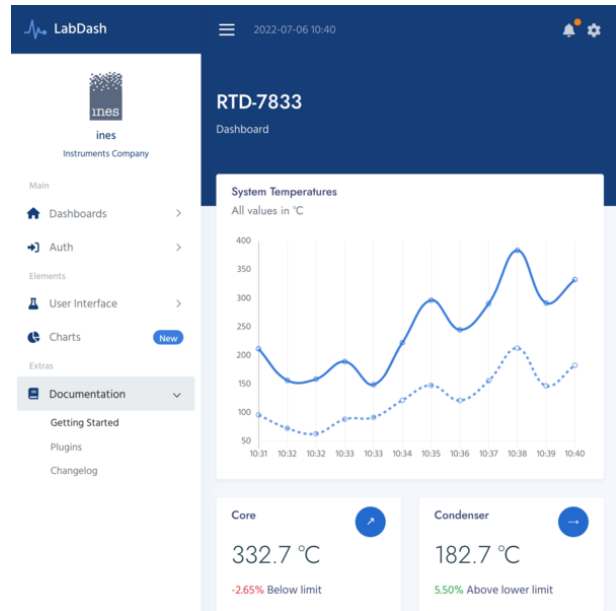 LabDash
2022-07-06 10:40
ines
ines
Instruments Company
Main
Dashboards
Auth
Elements
User Interface
Charts New
Extras
Documentation
Getting Started
Plugins
Changelog
RTD-7833
Dashboard
System Temperatures
All values in °C
400
350
300
250
200
150
100
50
10:31 10:32 10:32 10:33 10:33 10:34 10:35 10:36 10:37 10:38 10:39 10:40
Core
332.7 °C
-2.65% Below limit
Condenser
182.7 °C
5.50% Above lower limit